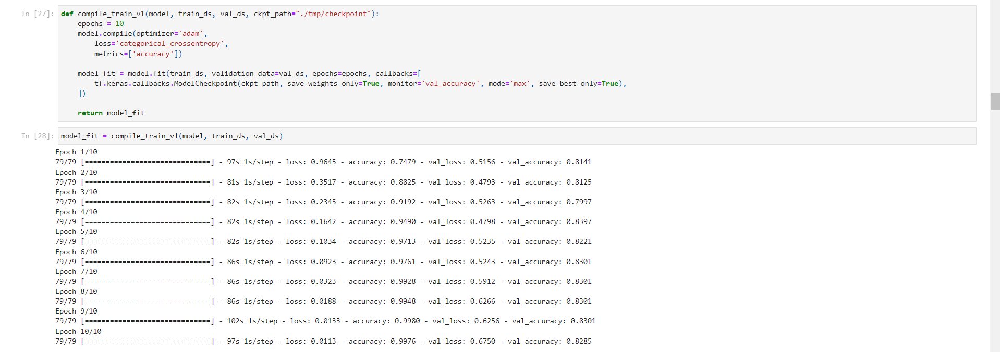 In [27]:
def compile_train_v1(model, train_ds, val_ds, ckpt_path="./tmp/checkpoint"):
    epochs = 10
    model.compile(optimizer='adam',
        loss='categorical_crossentropy',
        metrics=['accuracy'])
    model_fit = model.fit(train_ds, validation_data=val_ds, epochs=epochs, callbacks=[
        tf.keras.callbacks.ModelCheckpoint(ckpt_path, save_weights_only=True, monitor='val_accuracy', mode='max', save_best_only=True),
    ])
    return model_fit
In [28]:
model_fit = compile_train_v1(model, train_ds, val_ds)
Epoch 1/10
79/79 [==============================] - 97s 1s/step - loss: 0.9645 - accuracy: 0.7479 - val_loss: 0.5156 - val_accuracy: 0.8141
Epoch 2/10
79/79 [==============================] - 81s 1s/step - loss: 0.3517 - accuracy: 0.8825 - val_loss: 0.4793 - val_accuracy: 0.8125
Epoch 3/10
79/79 [==============================] - 82s 1s/step - loss: 0.2345 - accuracy: 0.9192 - val_loss: 0.5263 - val_accuracy: 0.7997
Epoch 4/10
79/79 [==============================] - 82s 1s/step - loss: 0.1642 - accuracy: 0.9490 - val_loss: 0.4798 - val_accuracy: 0.8397
Epoch 5/10
79/79 [==============================] - 82s 1s/step - loss: 0.1034 - accuracy: 0.9713 - val_loss: 0.5235 - val_accuracy: 0.8221
Epoch 6/10
79/79 [==============================] - 86s 1s/step - loss: 0.0923 - accuracy: 0.9761 - val_loss: 0.5243 - val_accuracy: 0.8301
Epoch 7/10
79/79 [==============================] - 86s 1s/step - loss: 0.0323 - accuracy: 0.9928 - val_loss: 0.5912 - val_accuracy: 0.8301
Epoch 8/10
79/79 [==============================] - 86s 1s/step - loss: 0.0188 - accuracy: 0.9948 - val_loss: 0.6266 - val_accuracy: 0.8301
Epoch 9/10
79/79 [==============================] - 102s 1s/step - loss: 0.0133 - accuracy: 0.9980 - val_loss: 0.6256 - val_accuracy: 0.8301
Epoch 10/10
79/79 [==============================] - 97s 1s/step - loss: 0.0113 - accuracy: 0.9976 - val_loss: 0.6750 - val_accuracy: 0.8285